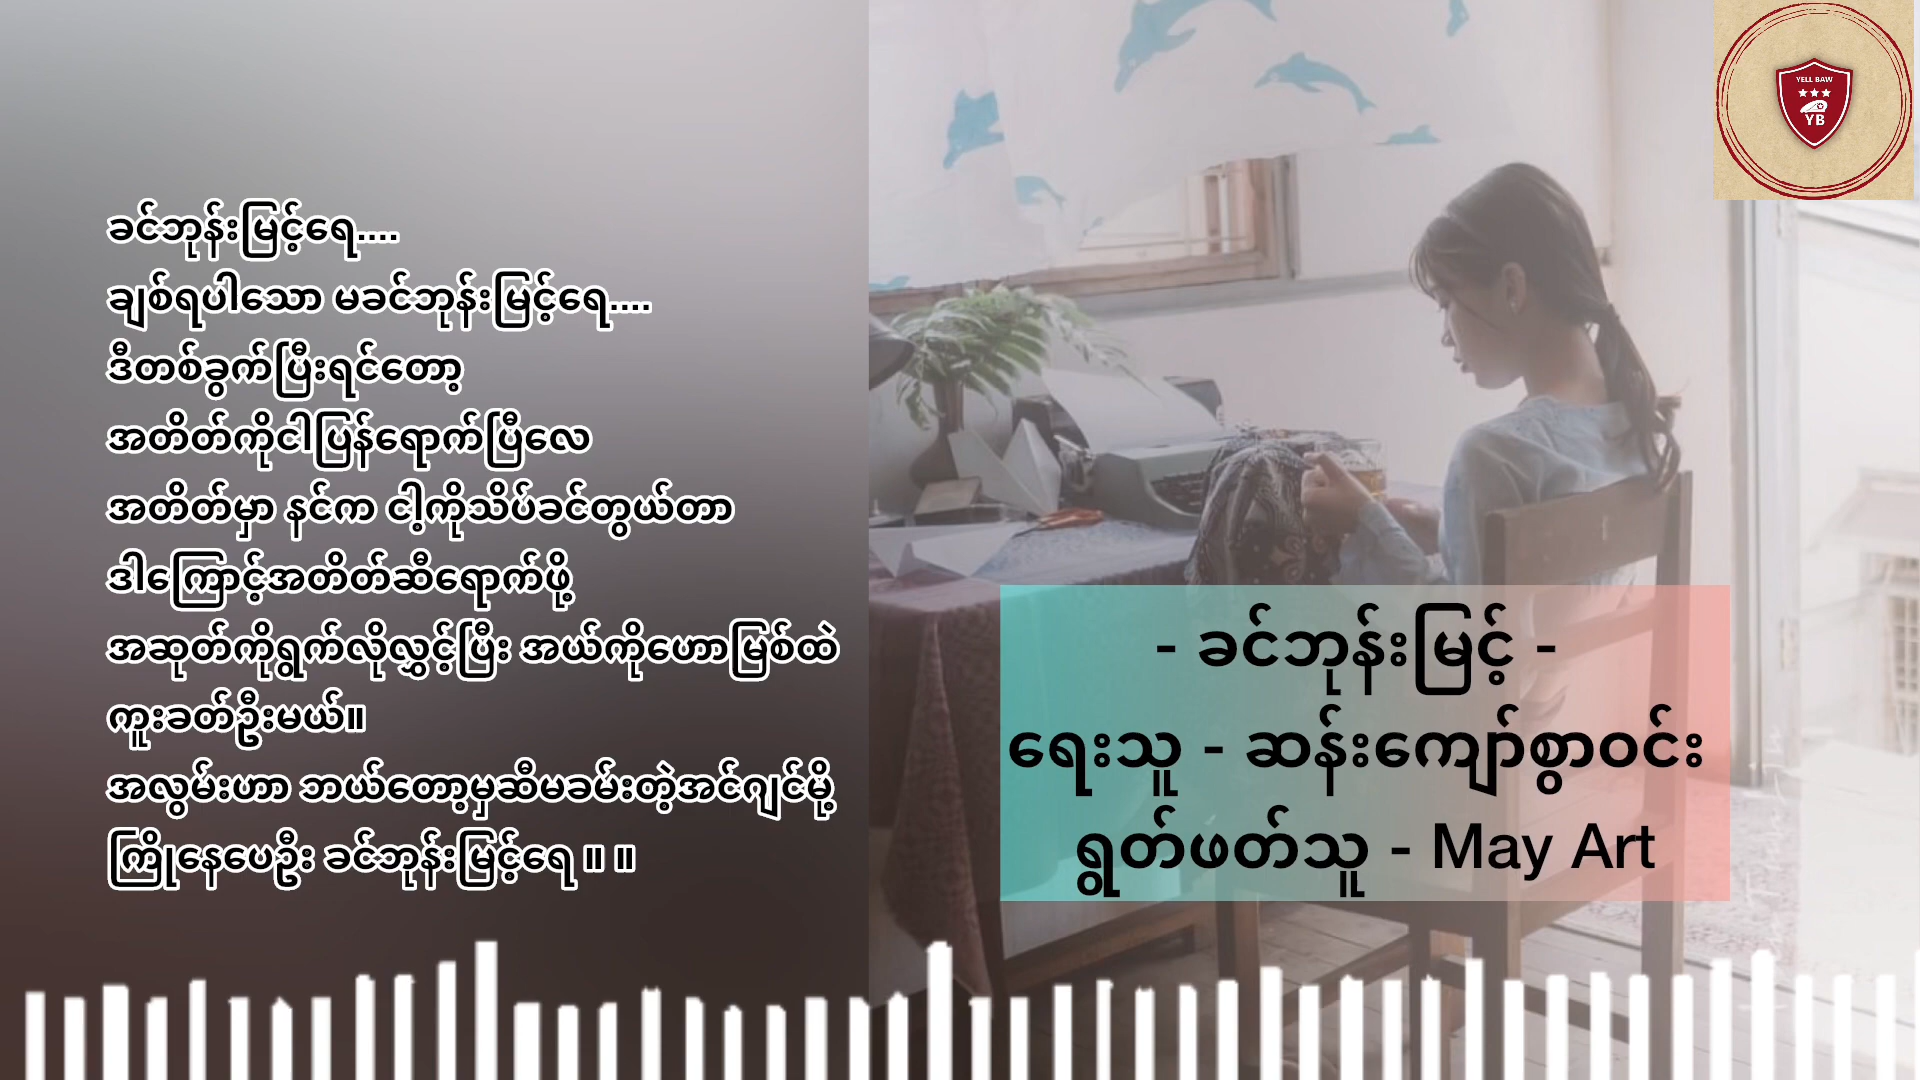 ခင်ဘုန်းမြင့်ရေ....
ချစ်ရပါသော မခင်ဘုန်းမြင့်ရေ....
ဒီတစ်ခွက်ပြီးရင်တော့
အတိတ်ကိုငါပြန်ရောက်ပြီလေ
အတိတ်မှာ နင်က ငါ့ကိုသိပ်ခင်တွယ်တာ
ဒါကြောင့်အတိတ်ဆီရောက်ဖို့
အဆုတ်ကိုရွက်လိုလွှင့်ပြီး အယ်ကိုဟောမြစ်ထဲ
ကူးခတ်ဦးမယ်။
အလွမ်းဟာ ဘယ်တော့မှဆီမခမ်းတဲ့အင်ဂျင်မို့
ကြိုနေပေဦး ခင်ဘုန်းမြင့်ရေ ။ ။
YELL BAW
YB
- ခင်ဘုန်းမြင့် -
ရေးသူ - ဆန်းကျော်စွာဝင်း
ရွတ်ဖတ်သူ - May Art